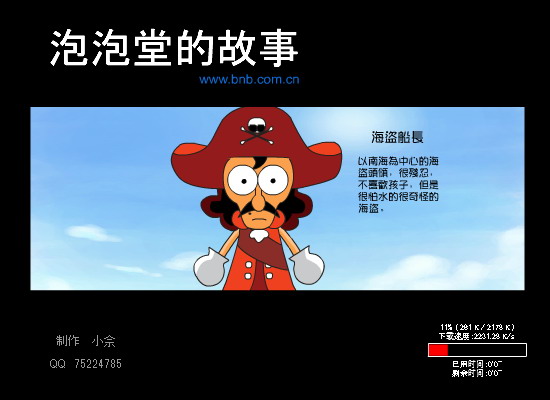 泡泡堂的故事
www.bnb.com.cn
海盜船長
以南海為中心的海
盜頭領，很殘忍，
不喜歡孩子，但是
很怕水的很奇怪的
海盜。
制作 小余
QQ 75224785
11% ( 281 K / 2178 K )
下载速度:2231.28 K/s
已用时间:0'0"
剩余时间:0'0"